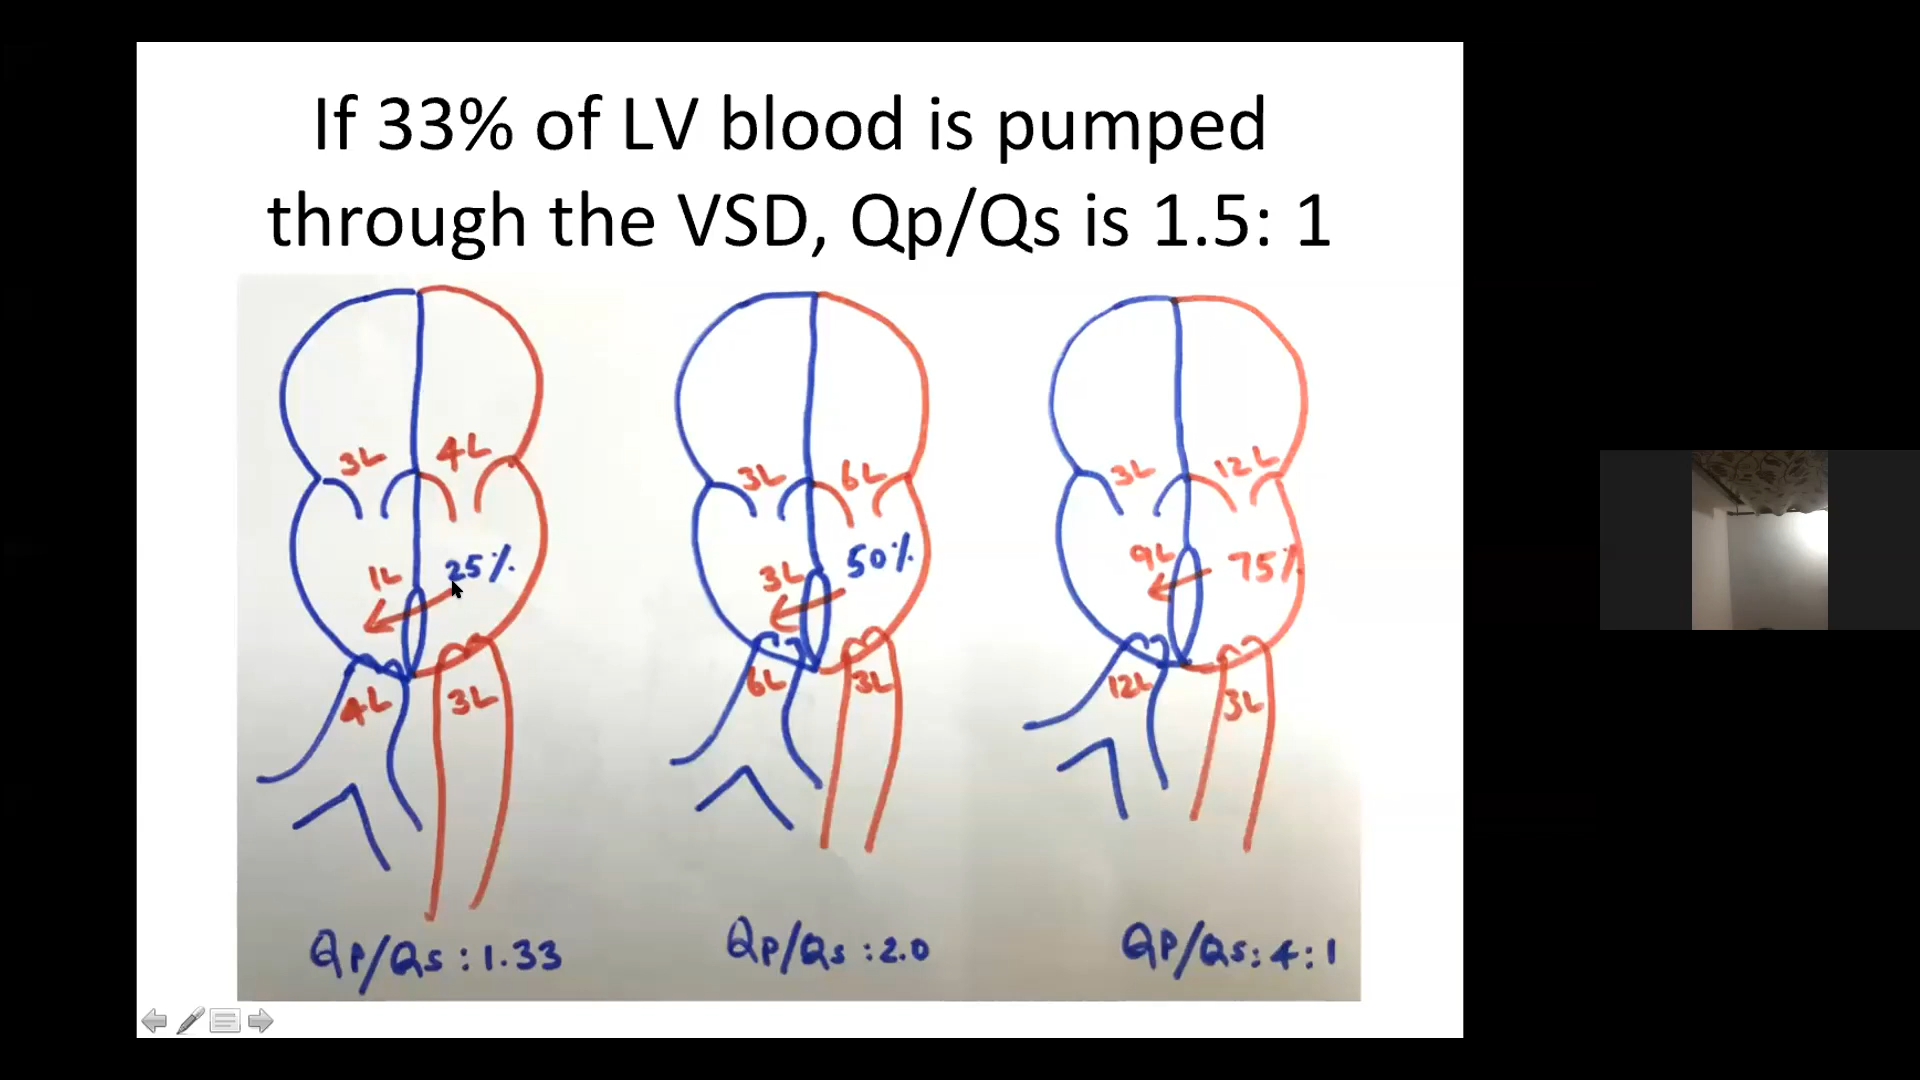 If 33% of LV blood is pumped
through the VSD, Qp/Qs is 1.5: 1
3L 4L
3L 6L
3L 12L
1L 25%
3L 50%
9L 75%
4L 3L
6L 3L
12L 3L
Qp/Qs : 1.33
Qp/Qs : 2.0
Qp/Qs : 4 : 1